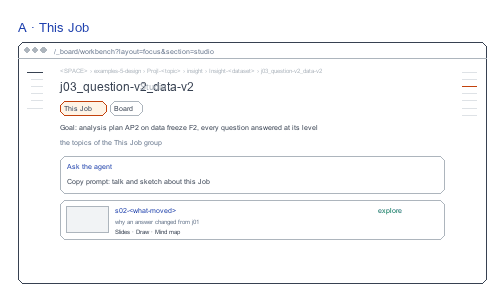 A · This Job
/_board/workbench?layout=focus&section=studio
<SPACE> › examples-5-design › Proji-<topic> › insight › Insight-<dataset> › j03_question-v2_data-v2
j03_question-v2_data-v2
This Job
Board
Goal: analysis plan AP2 on data freeze F2, every question answered at its level
the topics of the This Job group
Ask the agent
Copy prompt: talk and sketch about this Job
s02-<what-moved>
explore
why an answer changed from j01
Slides · Draw · Mind map